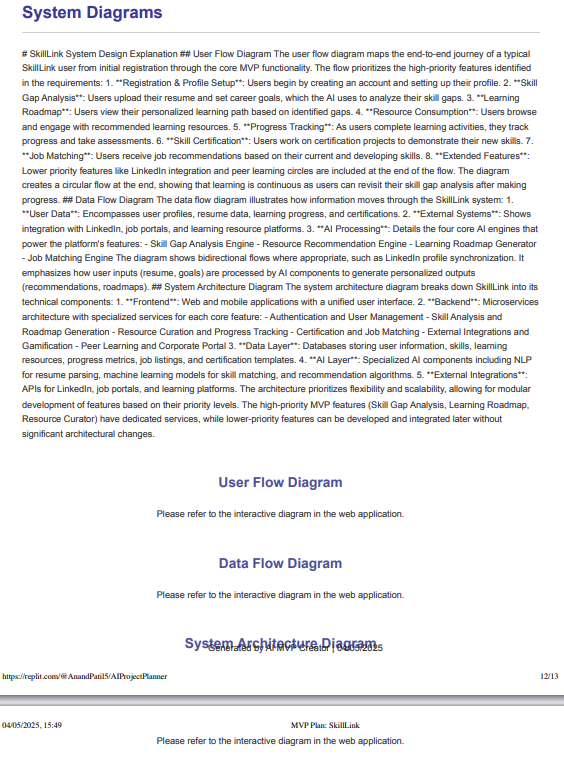 System Diagrams
# SkillLink System Design Explanation ## User Flow Diagram The user flow diagram maps the end-to-end journey of a typical
SkillLink user from initial registration through the core MVP functionality. The flow prioritizes the high-priority features identified
in the requirements: 1. **Registration & Profile Setup**: Users begin by creating an account and setting up their profile. 2. **Skill
Gap Analysis**: Users upload their resume and set career goals, which the AI uses to analyze their skill gaps. 3. **Learning
Roadmap**: Users view their personalized learning path based on identified gaps. 4. **Resource Consumption**: Users browse
and engage with recommended learning resources. 5. **Progress Tracking**: As users complete learning activities, they track
progress and take assessments. 6. **Skill Certification**: Users work on certification projects to demonstrate their new skills. 7.
**Job Matching**: Users receive job recommendations based on their current and developing skills. 8. **Extended Features**:
Lower priority features like LinkedIn integration and peer learning circles are included at the end of the flow. The diagram
creates a circular flow at the end, showing that learning is continuous as users can revisit their skill gap analysis after making
progress. ## Data Flow Diagram The data flow diagram illustrates how information moves through the SkillLink system: 1.
**User Data**: Encompasses user profiles, resume data, learning progress, and certifications. 2. **External Systems**: Shows
integration with LinkedIn, job portals, and learning resource platforms. 3. **AI Processing**: Details the four core AI engines that
power the platform's features: - Skill Gap Analysis Engine - Resource Recommendation Engine - Learning Roadmap Generator
- Job Matching Engine The diagram shows bidirectional flows where appropriate, such as LinkedIn profile synchronization. It
emphasizes how user inputs (resume, goals) are processed by AI components to generate personalized outputs
(recommendations, roadmaps). ## System Architecture Diagram The system architecture diagram breaks down SkillLink into its
technical components: 1. **Frontend**: Web and mobile applications with a unified user interface. 2. **Backend**: Microservices
architecture with specialized services for each core feature: - Authentication and User Management - Skill Analysis and
Roadmap Generation - Resource Curation and Progress Tracking - Certification and Job Matching - External Integrations and
Gamification - Peer Learning and Corporate Portal 3. **Data Layer**: Databases storing user information, skills, learning
resources, progress metrics, job listings, and certification templates. 4. **AI Layer**: Specialized AI components including NLP
for resume parsing, machine learning models for skill matching, and recommendation algorithms. 5. **External Integrations**:
APIs for LinkedIn, job portals, and learning platforms. The architecture prioritizes flexibility and scalability, allowing for modular
development of features based on their priority levels. The high-priority MVP features (Skill Gap Analysis, Learning Roadmap,
Resource Curator) have dedicated services, while lower-priority features can be developed and integrated later without
significant architectural changes.
User Flow Diagram
Please refer to the interactive diagram in the web application.
Data Flow Diagram
Please refer to the interactive diagram in the web application.
System Architecture Diagram
Generated by AI MVP Creator | 04/05/2025
https://replit.com/@AnandPatil5/AIProjectPlanner 12/13
04/05/2025, 15:49 MVP Plan: SkillLink
Please refer to the interactive diagram in the web application.